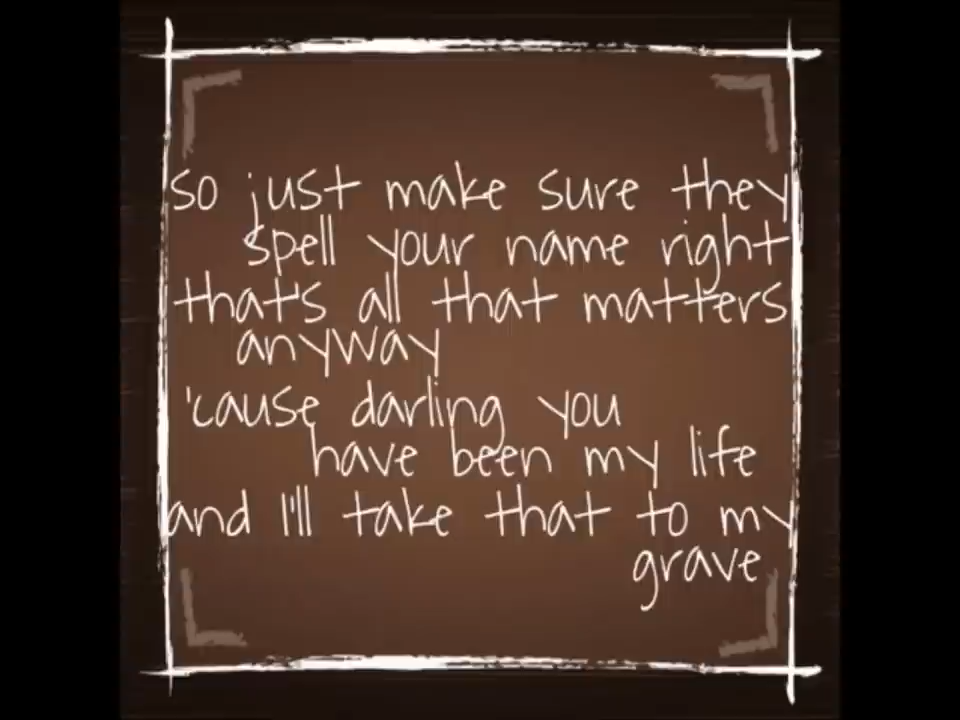 so just make sure they
spell your name right
that's all that matters
anyway
'cause darling you
have been my life
and I'll take that to my
grave